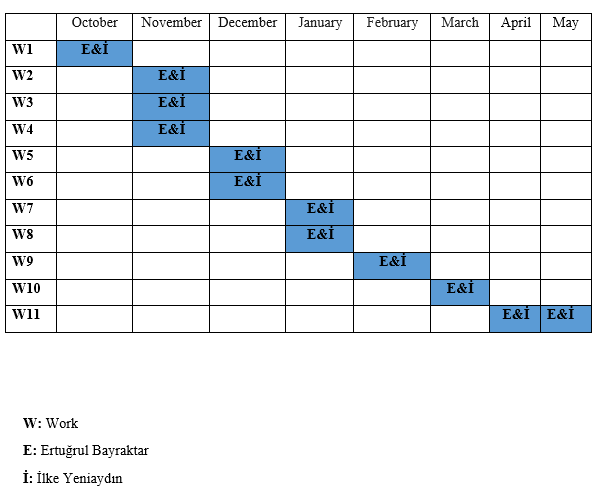 October November December January February March April May
W1 E&İ
W2 E&İ
W3 E&İ
W4 E&İ
W5 E&İ
W6 E&İ
W7 E&İ
W8 E&İ
W9 E&İ
W10 E&İ
W11 E&İ E&İ
W: Work
E: Ertuğrul Bayraktar
İ: İlke Yeniaydın